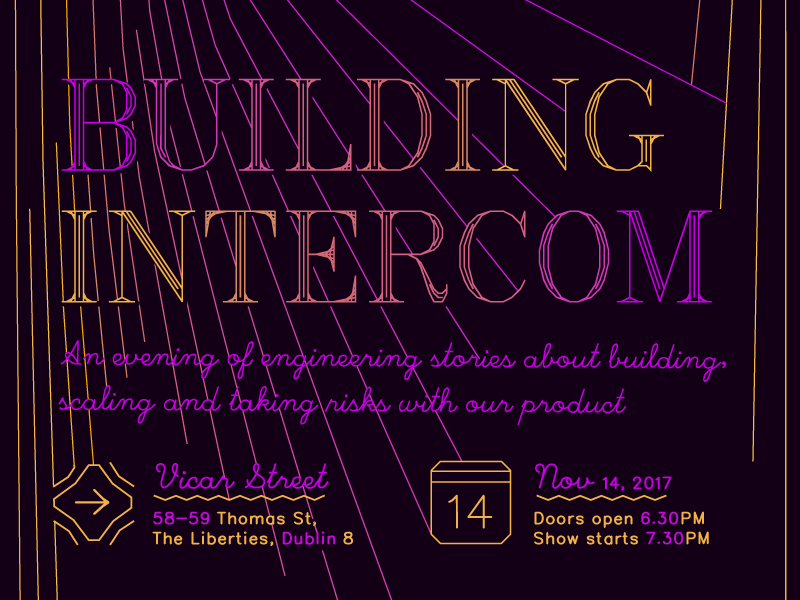 BUILDING
INTERCOM
An evening of engineering stories about building,
scaling and taking risks with our product
Vicar Street
58–59 Thomas St,
The Liberties, Dublin 8
14
Nov 14, 2017
Doors open 6.30PM
Show starts 7.30PM